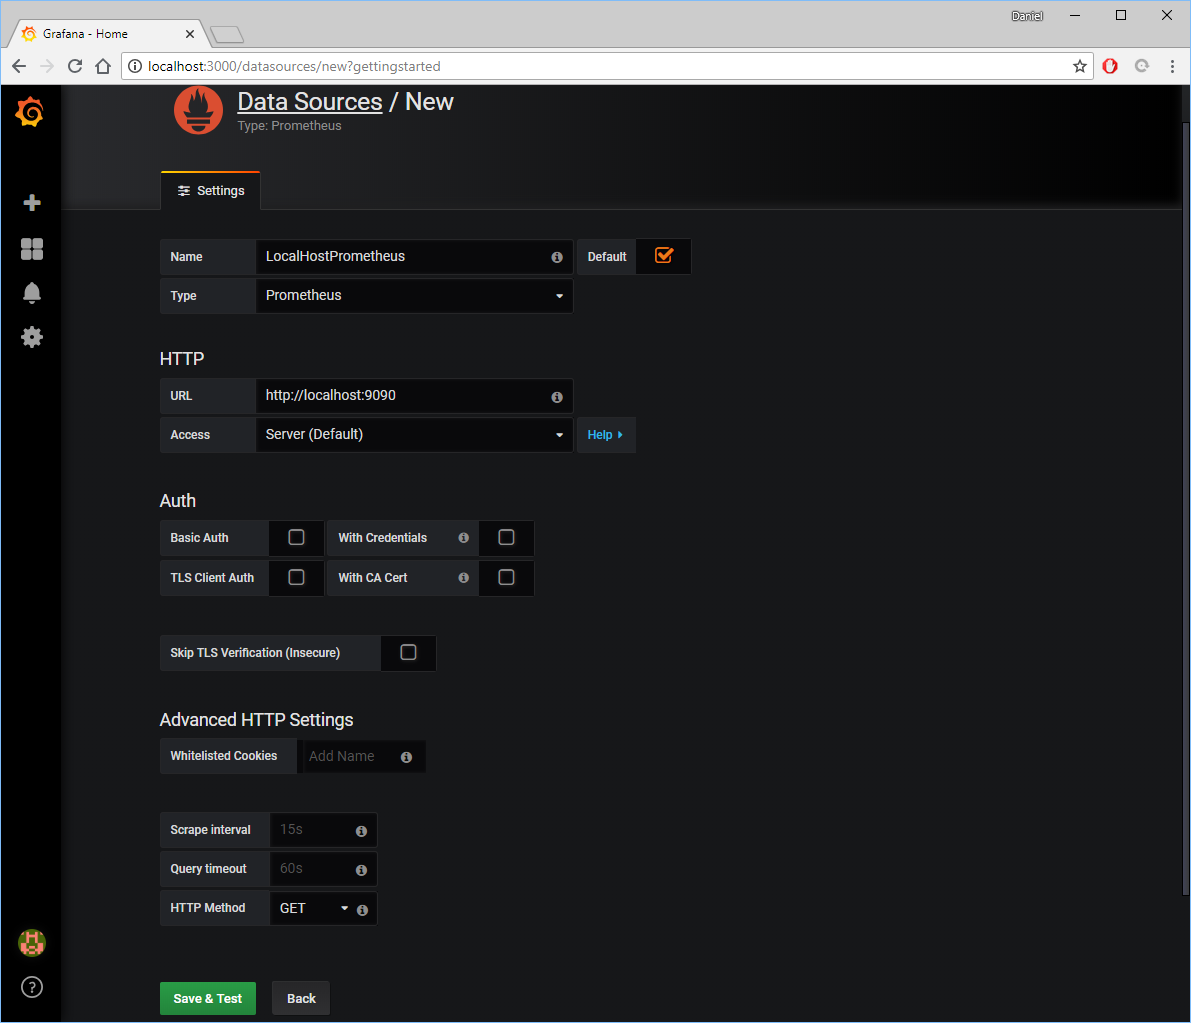 Daniel
Grafana - Home
localhost:3000/datasources/new?gettingstarted
Data Sources / New
Type: Prometheus
Settings
Name LocalHostPrometheus Default
Type Prometheus
HTTP
URL http://localhost:9090
Access Server (Default) Help
Auth
Basic Auth With Credentials
TLS Client Auth With CA Cert
Skip TLS Verification (Insecure)
Advanced HTTP Settings
Whitelisted Cookies Add Name
Scrape interval 15s
Query timeout 60s
HTTP Method GET
Save & Test Back